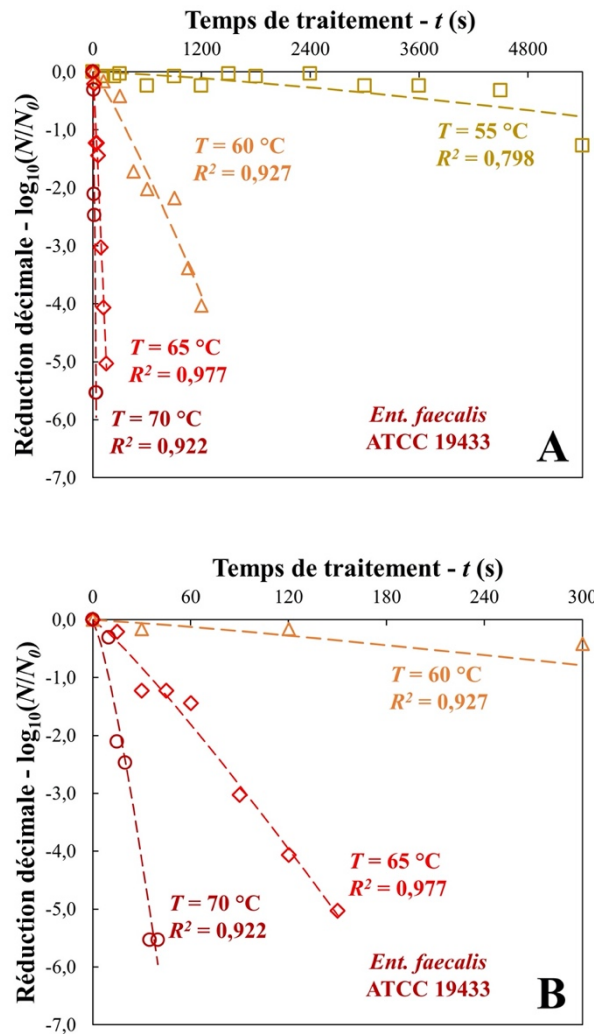 Temps de traitement - t (s)
0 1200 2400 3600 4800
Réduction décimale - log₁₀(N/N₀)
0,0
-1,0
-2,0
-3,0
-4,0
-5,0
-6,0
-7,0
T = 55 °C
R² = 0,798
T = 60 °C
R² = 0,927
T = 65 °C
R² = 0,977
T = 70 °C
R² = 0,922
Ent. faecalis
ATCC 19433
A
Temps de traitement - t (s)
0 60 120 180 240 300
Réduction décimale - log₁₀(N/N₀)
0,0
-1,0
-2,0
-3,0
-4,0
-5,0
-6,0
-7,0
T = 60 °C
R² = 0,927
T = 65 °C
R² = 0,977
T = 70 °C
R² = 0,922
Ent. faecalis
ATCC 19433
B